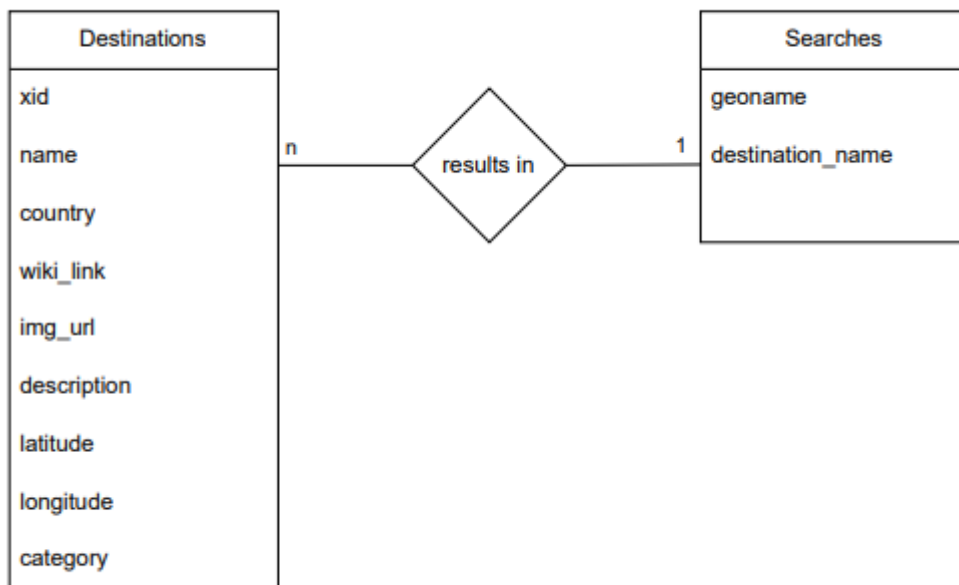 Destinations
xid
name
country
wiki_link
img_url
description
latitude
longitude
category
n
results in
1
Searches
geoname
destination_name